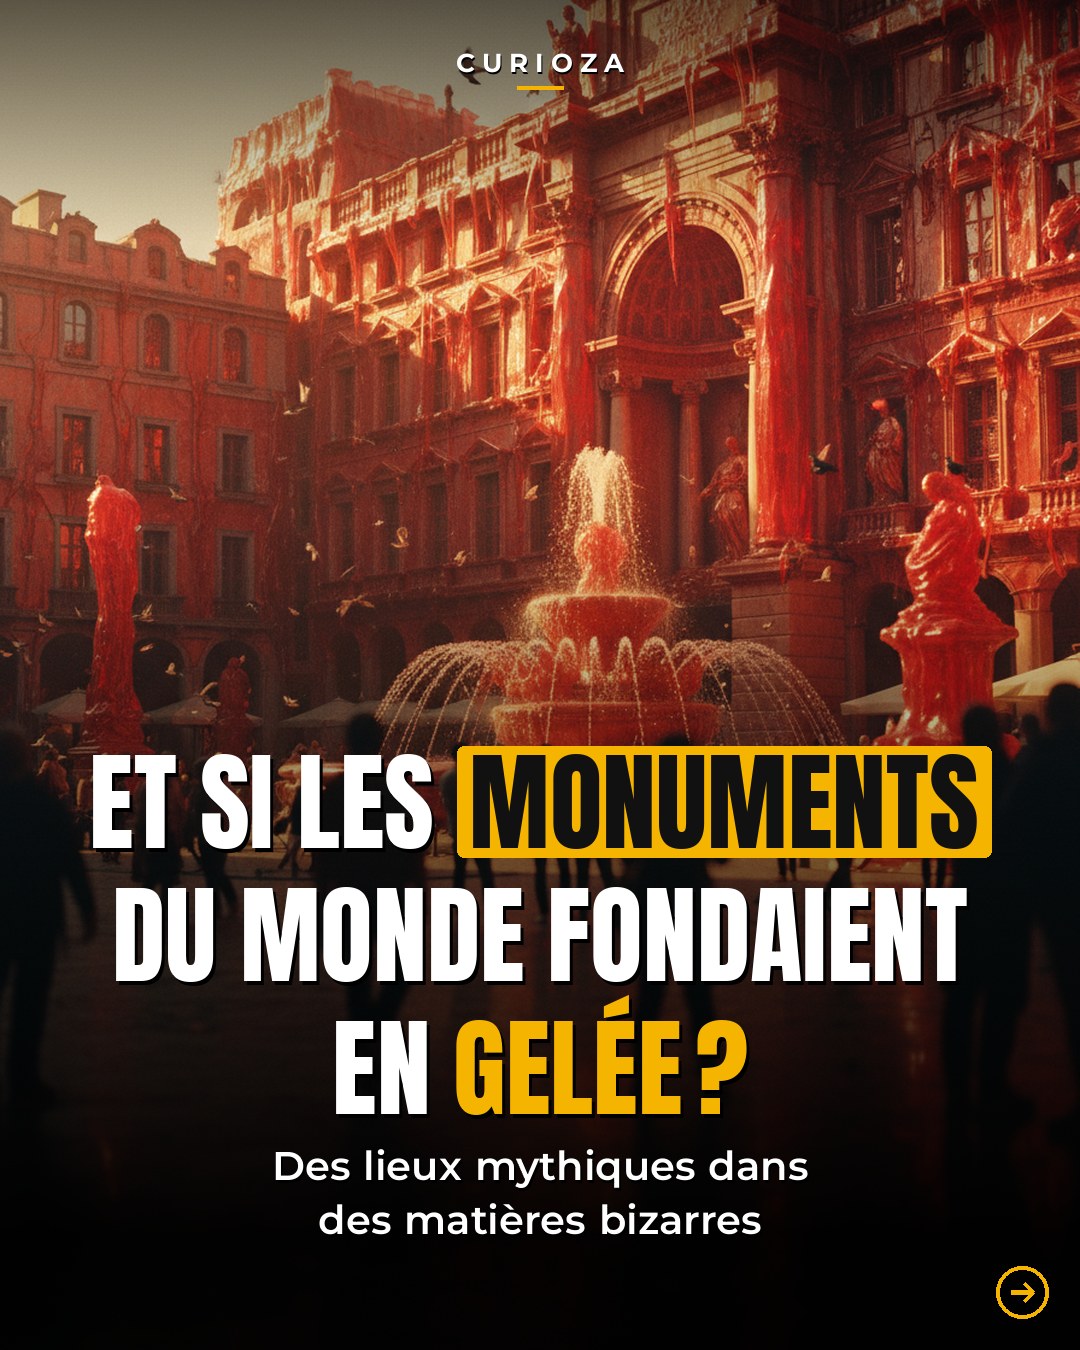 CURIOZA
ET SI LES MONUMENTS
DU MONDE FONDAIENT
EN GELÉE ?
Des lieux mythiques dans
des matières bizarres